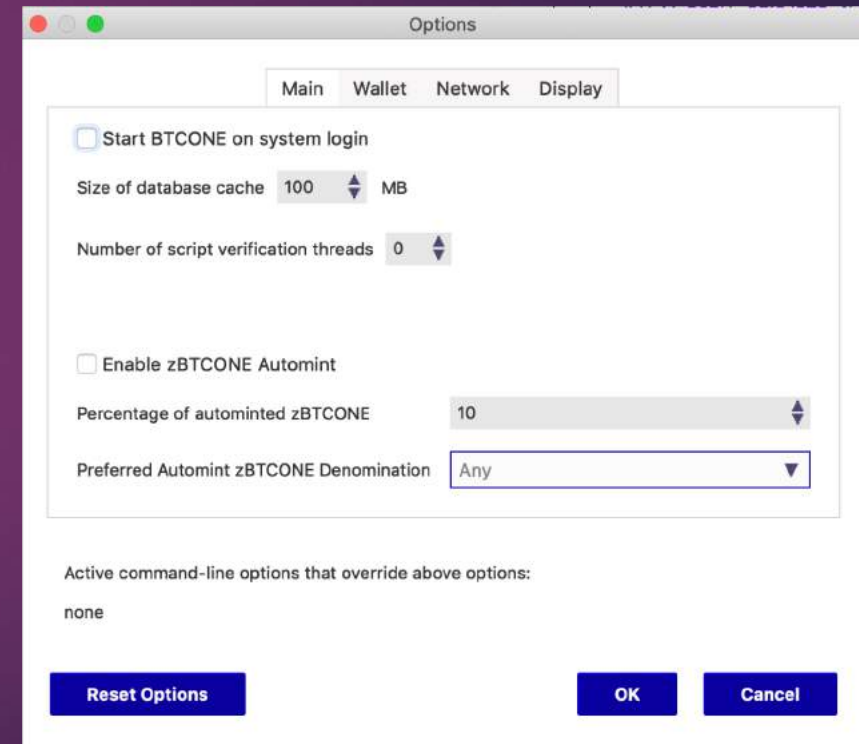 Options
Main Wallet Network Display
Start BTCONE on system login
Size of database cache 100 MB
Number of script verification threads 0
Enable zBTCONE Automint
Percentage of autominted zBTCONE 10
Preferred Automint zBTCONE Denomination Any
Active command-line options that override above options:
none
Reset Options OK Cancel